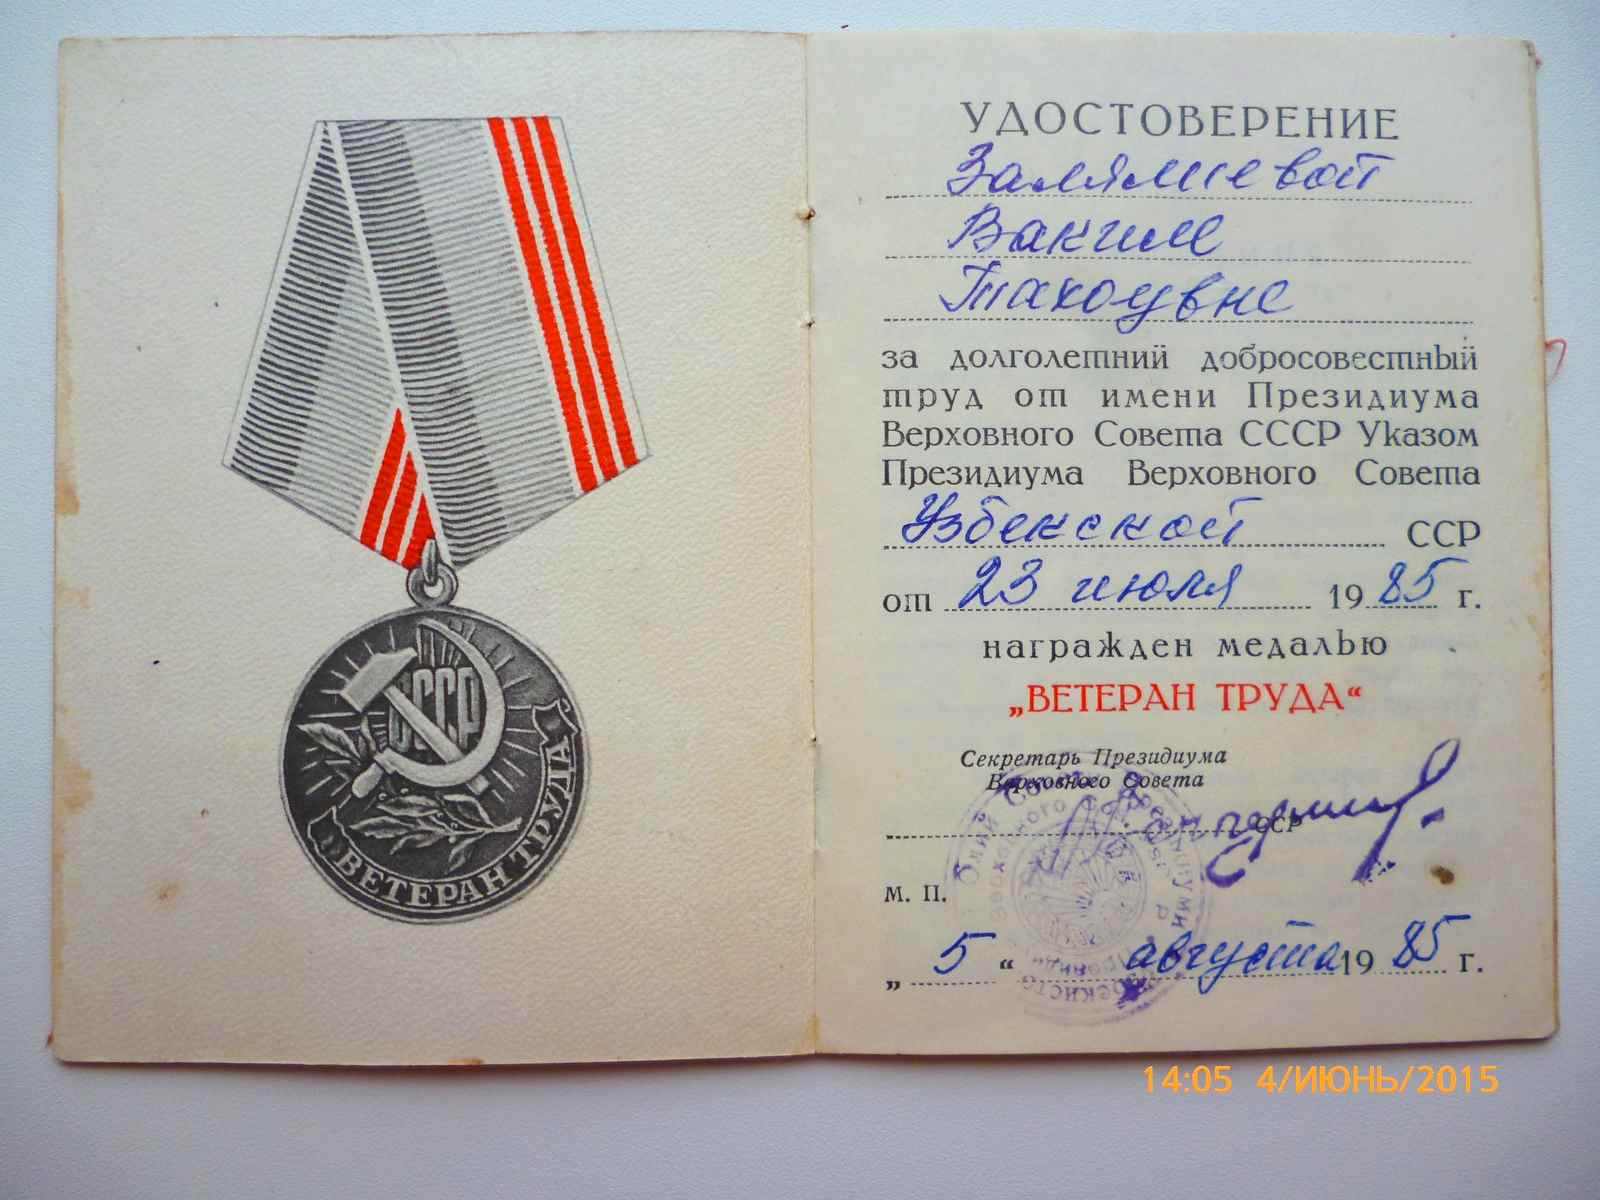 СССР
ВЕТЕРАН ТРУДА
УДОСТОВЕРЕНИЕ
Залялиевой
Вакиле
Таховувне
за долголетний добросовестный
труд от имени Президиума
Верховного Совета СССР Указом
Президиума Верховного Совета
Узбекской ССР
от 23 июля 1985 г.
награжден медалью
„ВЕТЕРАН ТРУДА“
Секретарь Президиума
Верховного Совета
ССР
М. П.
„5“ августа 1985 г.
14:05 4/ИЮНЬ/2015